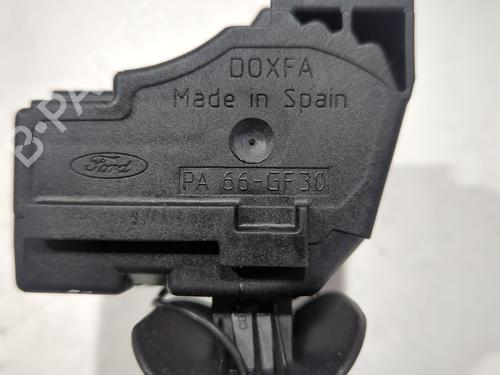 DOXFA
Made in Spain
Ford
PA 66-GF30
B-PARTS